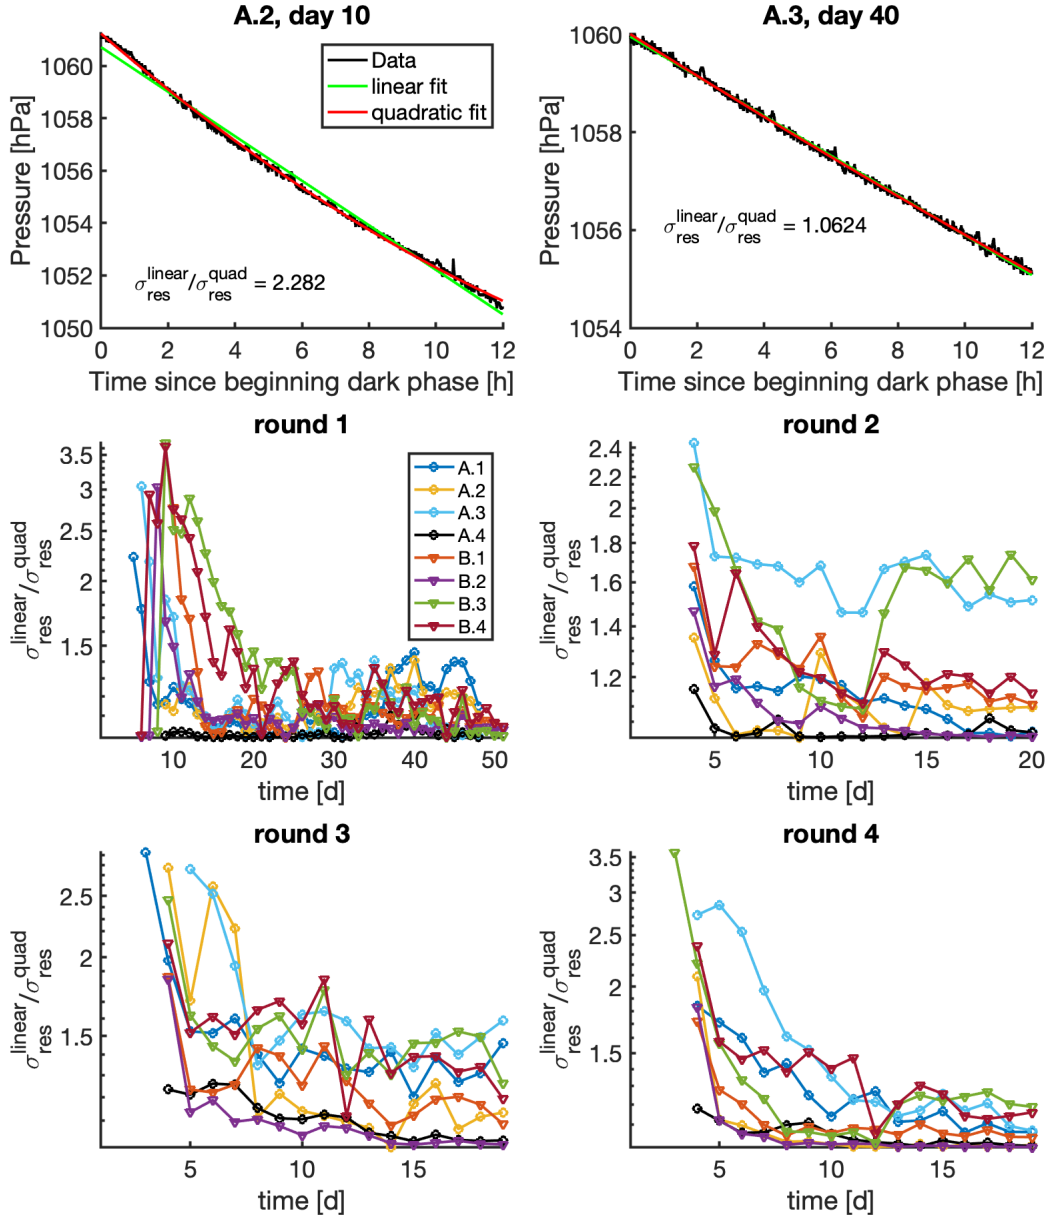 A.2, day 10
A.3, day 40
Pressure [hPa]
1060
1058
1056
1054
1052
1050
Data
linear fit
quadratic fit
σ_res^linear/σ_res^quad = 2.282
0 2 4 6 8 10 12
Time since beginning dark phase [h]
Pressure [hPa]
1060
1058
1056
1054
σ_res^linear/σ_res^quad = 1.0624
0 2 4 6 8 10 12
Time since beginning dark phase [h]
round 1
σ_res^linear/σ_res^quad
3.5
3
2.5
2
1.5
A.1
A.2
A.3
A.4
B.1
B.2
B.3
B.4
10 20 30 40 50
time [d]
round 2
σ_res^linear/σ_res^quad
2.4
2.2
2
1.8
1.6
1.4
1.2
5 10 15 20
time [d]
round 3
σ_res^linear/σ_res^quad
2.5
2
1.5
5 10 15
time [d]
round 4
σ_res^linear/σ_res^quad
3.5
3
2.5
2
1.5
5 10 15
time [d]